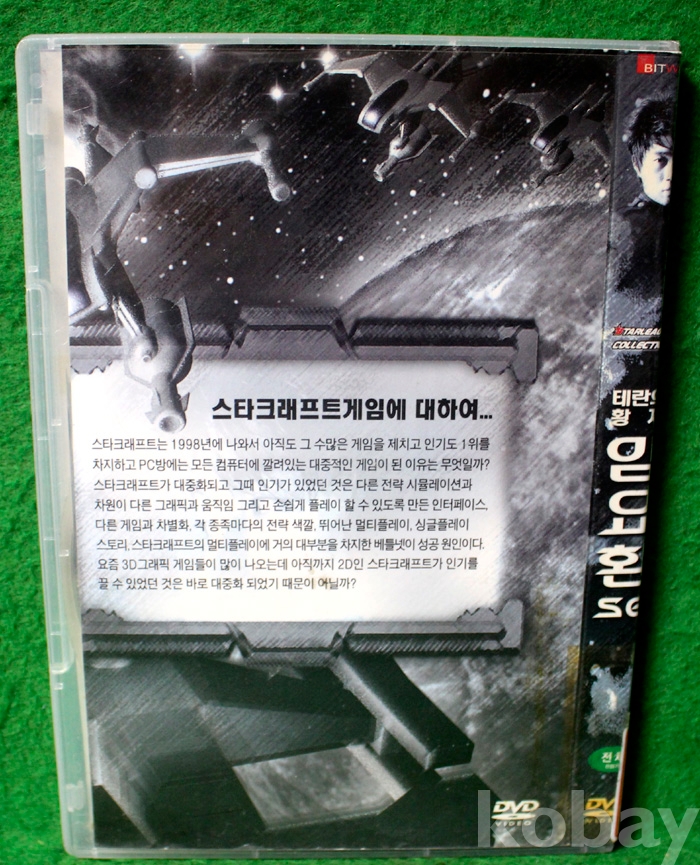 스타크래프트게임에 대하여...
스타크래프트는 1998년에 나와서 아직도 그 수많은 게임을 제치고 인기도 1위를
차지하고 PC방에는 모든 컴퓨터에 깔려있는 대중적인 게임이 된 이유는 무엇일까?
스타크래프트가 대중화되고 그때 인기가 있었던 것은 다른 전략 시뮬레이션과
차원이 다른 그래픽과 움직임 그리고 손쉽게 플레이 할 수 있도록 만든 인터페이스,
다른 게임과 차별화, 각 종족마다의 전략 색깔, 뛰어난 멀티플레이, 싱글플레이
스토리, 스타크래프트의 멀티플레이에 거의 대부분을 차지한 베틀넷이 성공 원인이다.
요즘 3D그래픽 게임들이 많이 나오는데 아직까지 2D인 스타크래프트가 인기를
끌 수 있었던 것은 바로 대중화 되었기 때문이 아닐까?
DVD
VIDEO
BIT
STARLEAG
COLLECTI
테란의
황
임요환
전체
DVD
kobay